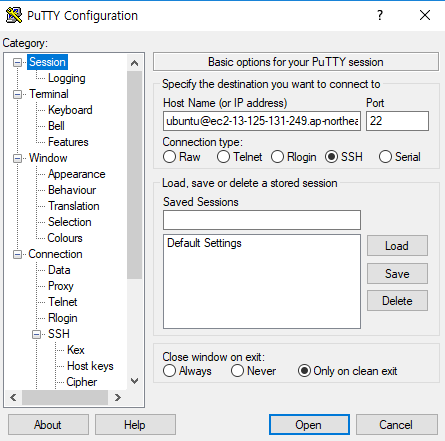 PuTTY Configuration
?
Category:
Session
Logging
Terminal
Keyboard
Bell
Features
Window
Appearance
Behaviour
Translation
Selection
Colours
Connection
Data
Proxy
Telnet
Rlogin
SSH
Kex
Host keys
Cipher
Basic options for your PuTTY session
Specify the destination you want to connect to
Host Name (or IP address) Port
ubuntu@ec2-13-125-131-249.ap-northea 22
Connection type:
Raw Telnet Rlogin SSH Serial
Load, save or delete a stored session
Saved Sessions
Default Settings
Load
Save
Delete
Close window on exit:
Always Never Only on clean exit
About Help Open Cancel